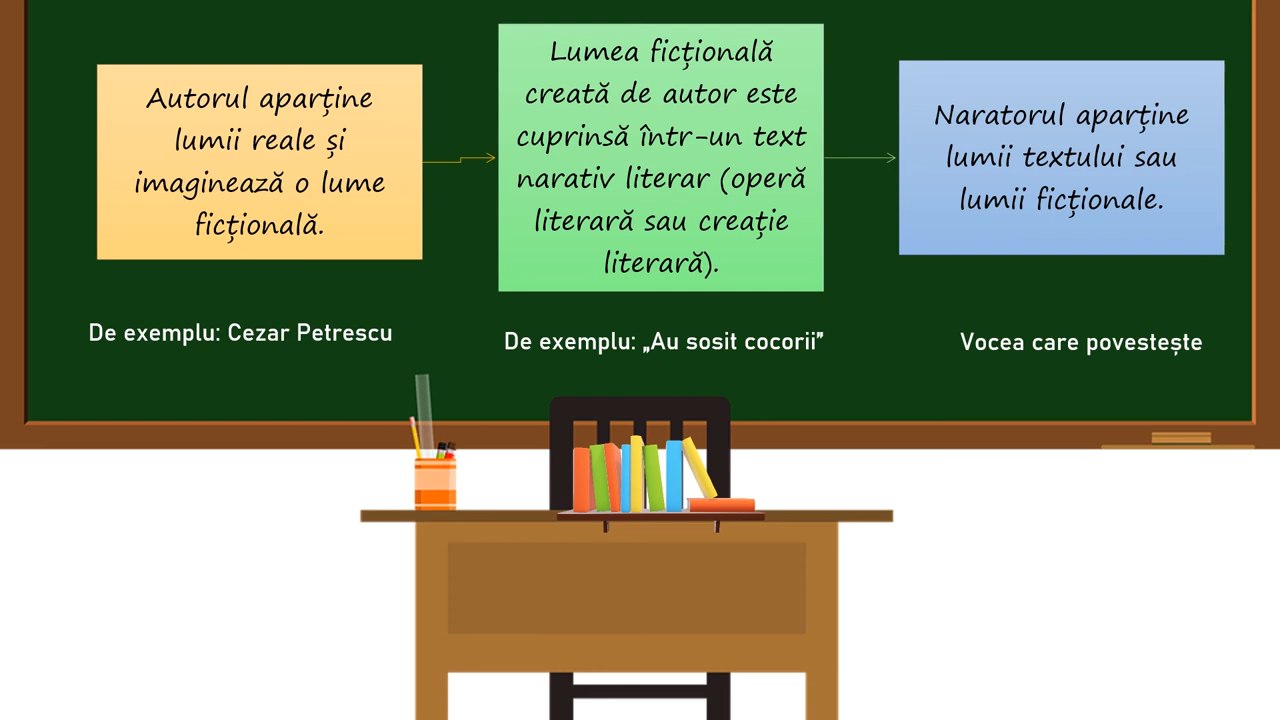 Autorul aparține
lumii reale și
imaginează o lume
ficțională.
De exemplu: Cezar Petrescu
Lumea ficțională
creată de autor este
cuprinsă într-un text
narativ literar (operă
literară sau creație
literară).
De exemplu: „Au sosit cocorii”
Naratorul aparține
lumii textului sau
lumii ficționale.
Vocea care povestește